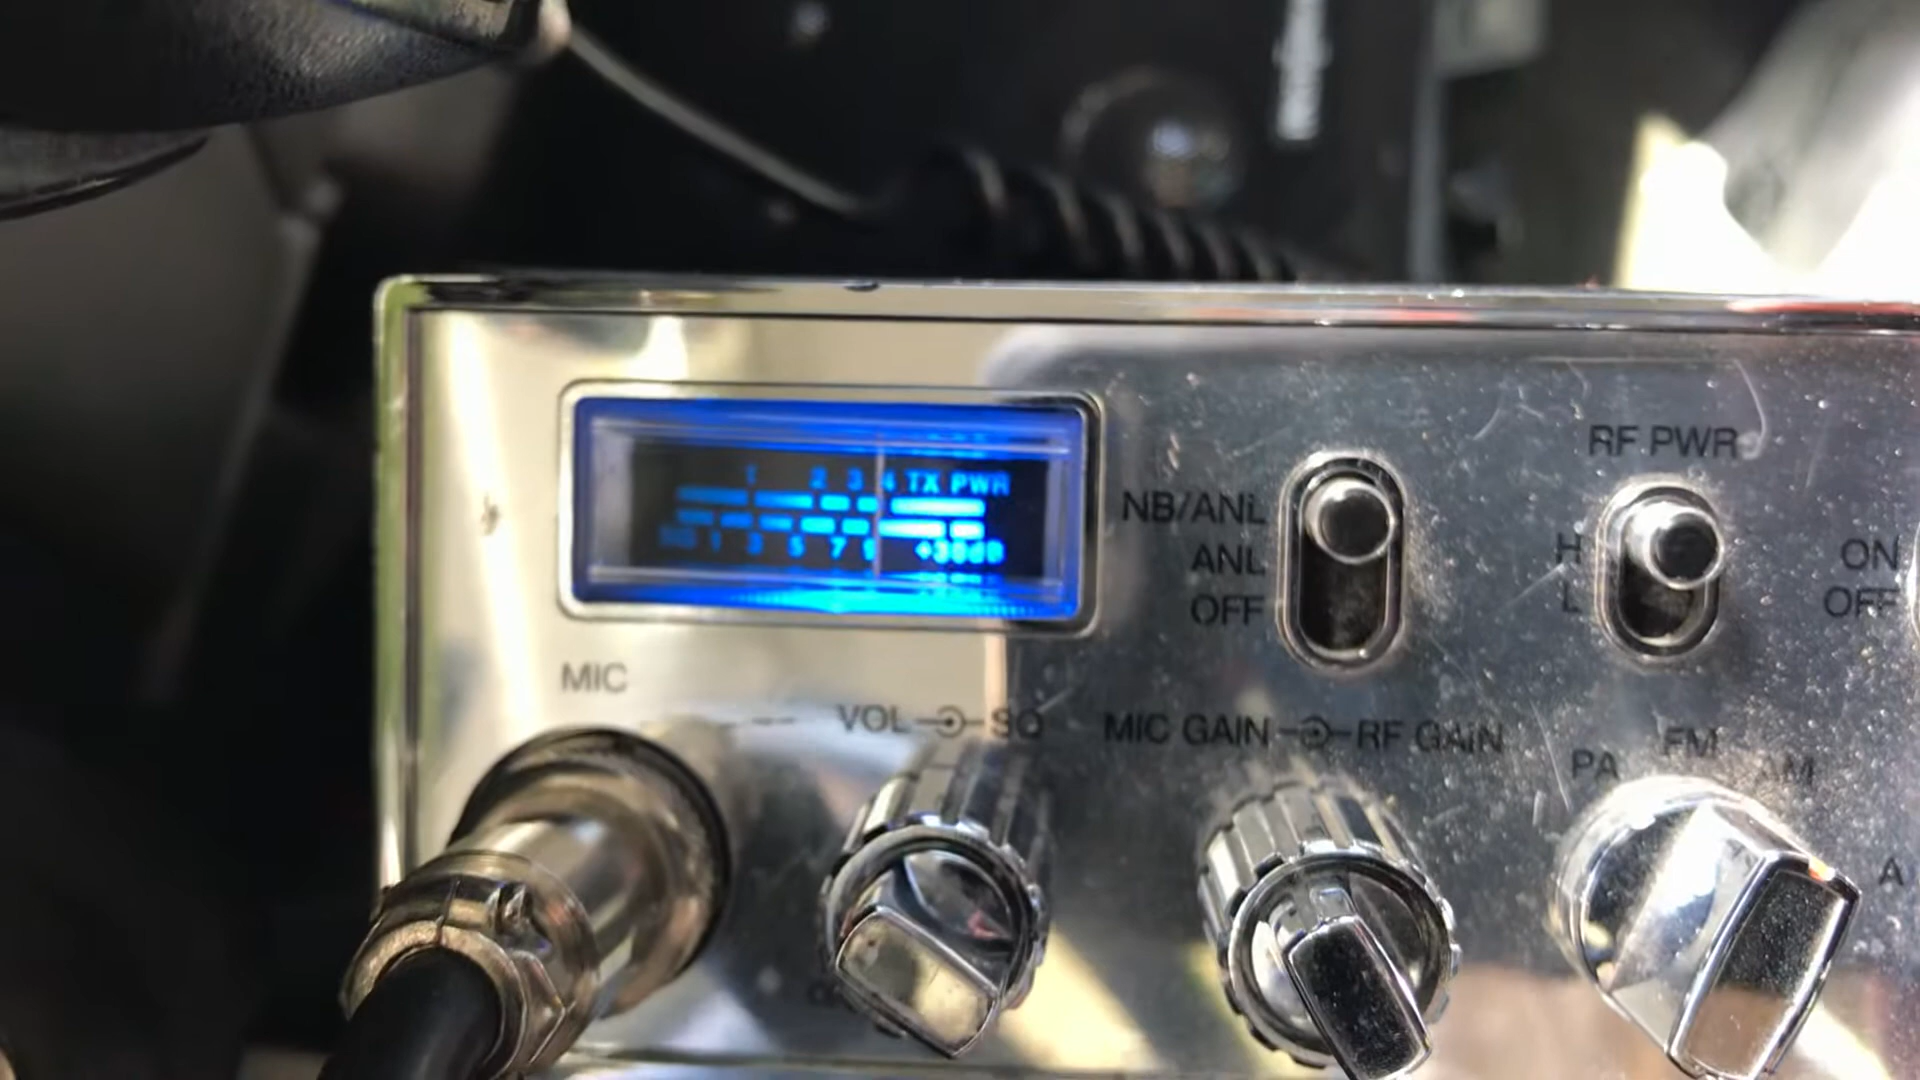 1 2 3 4 TX PWR
1 3 5 7 9 +30dB
NB/ANL
ANL
OFF
RF PWR
H
L
ON
OFF
MIC
VOL SQ
MIC GAIN RF GAIN
PA FM AM
A